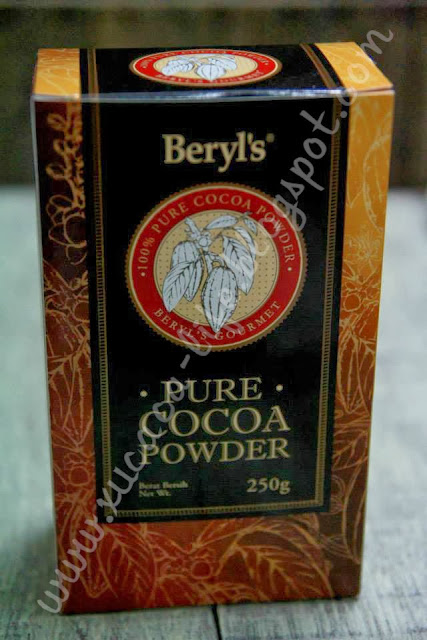 Beryl's®
100% PURE COCOA POWDER
BERYL'S GOURMET
· PURE ·
COCOA
POWDER
Berat Bersih
Net Wt.
250g